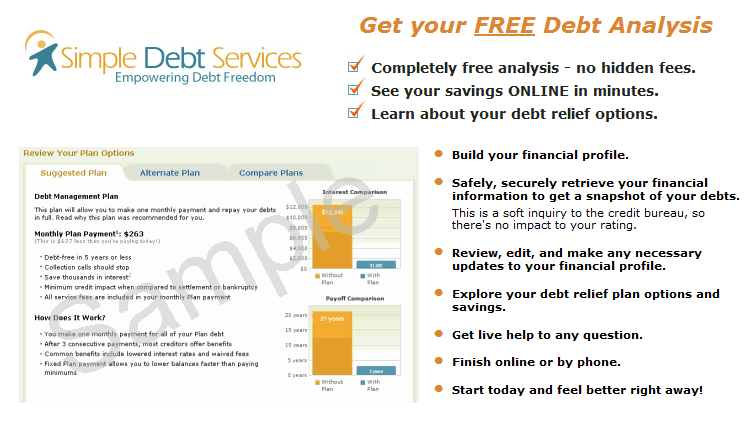 Simple Debt Services
Empowering Debt Freedom
Get your FREE Debt Analysis
Completely free analysis - no hidden fees.
See your savings ONLINE in minutes.
Learn about your debt relief options.
Review Your Plan Options
Suggested Plan
Alternate Plan
Compare Plans
Debt Management Plan
This plan will allow you to make one monthly payment and repay your debts
in full. Read why this plan was recommended for you.
Monthly Plan Payment¹: $263
(This is $637 less than you're paying today!)
· Debt-free in 5 years or less
· Collection calls should stop
· Save thousands in interest²
· Minimum credit impact when compared to settlement or bankruptcy
· All service fees are included in your monthly Plan payment
How Does It Work?
· You make one monthly payment for all of your Plan debt
· After 3 consecutive payments, most creditors offer benefits
· Common benefits include lowered interest rates and waived fees
· Fixed Plan payment allows you to lower balances faster than paying
minimums
Interest Comparison
$12,000
$10,000
$8,000
$6,000
$4,000
$2,000
$0
Without
Plan
With
Plan
Payoff Comparison
20 years
15 years
10 years
5 years
0 years
21 years
5 years
Without
Plan
With
Plan
Sample
Build your financial profile.
Safely, securely retrieve your financial
information to get a snapshot of your debts.
This is a soft inquiry to the credit bureau, so
there's no impact to your rating.
Review, edit, and make any necessary
updates to your financial profile.
Explore your debt relief plan options and
savings.
Get live help to any question.
Finish online or by phone.
Start today and feel better right away!